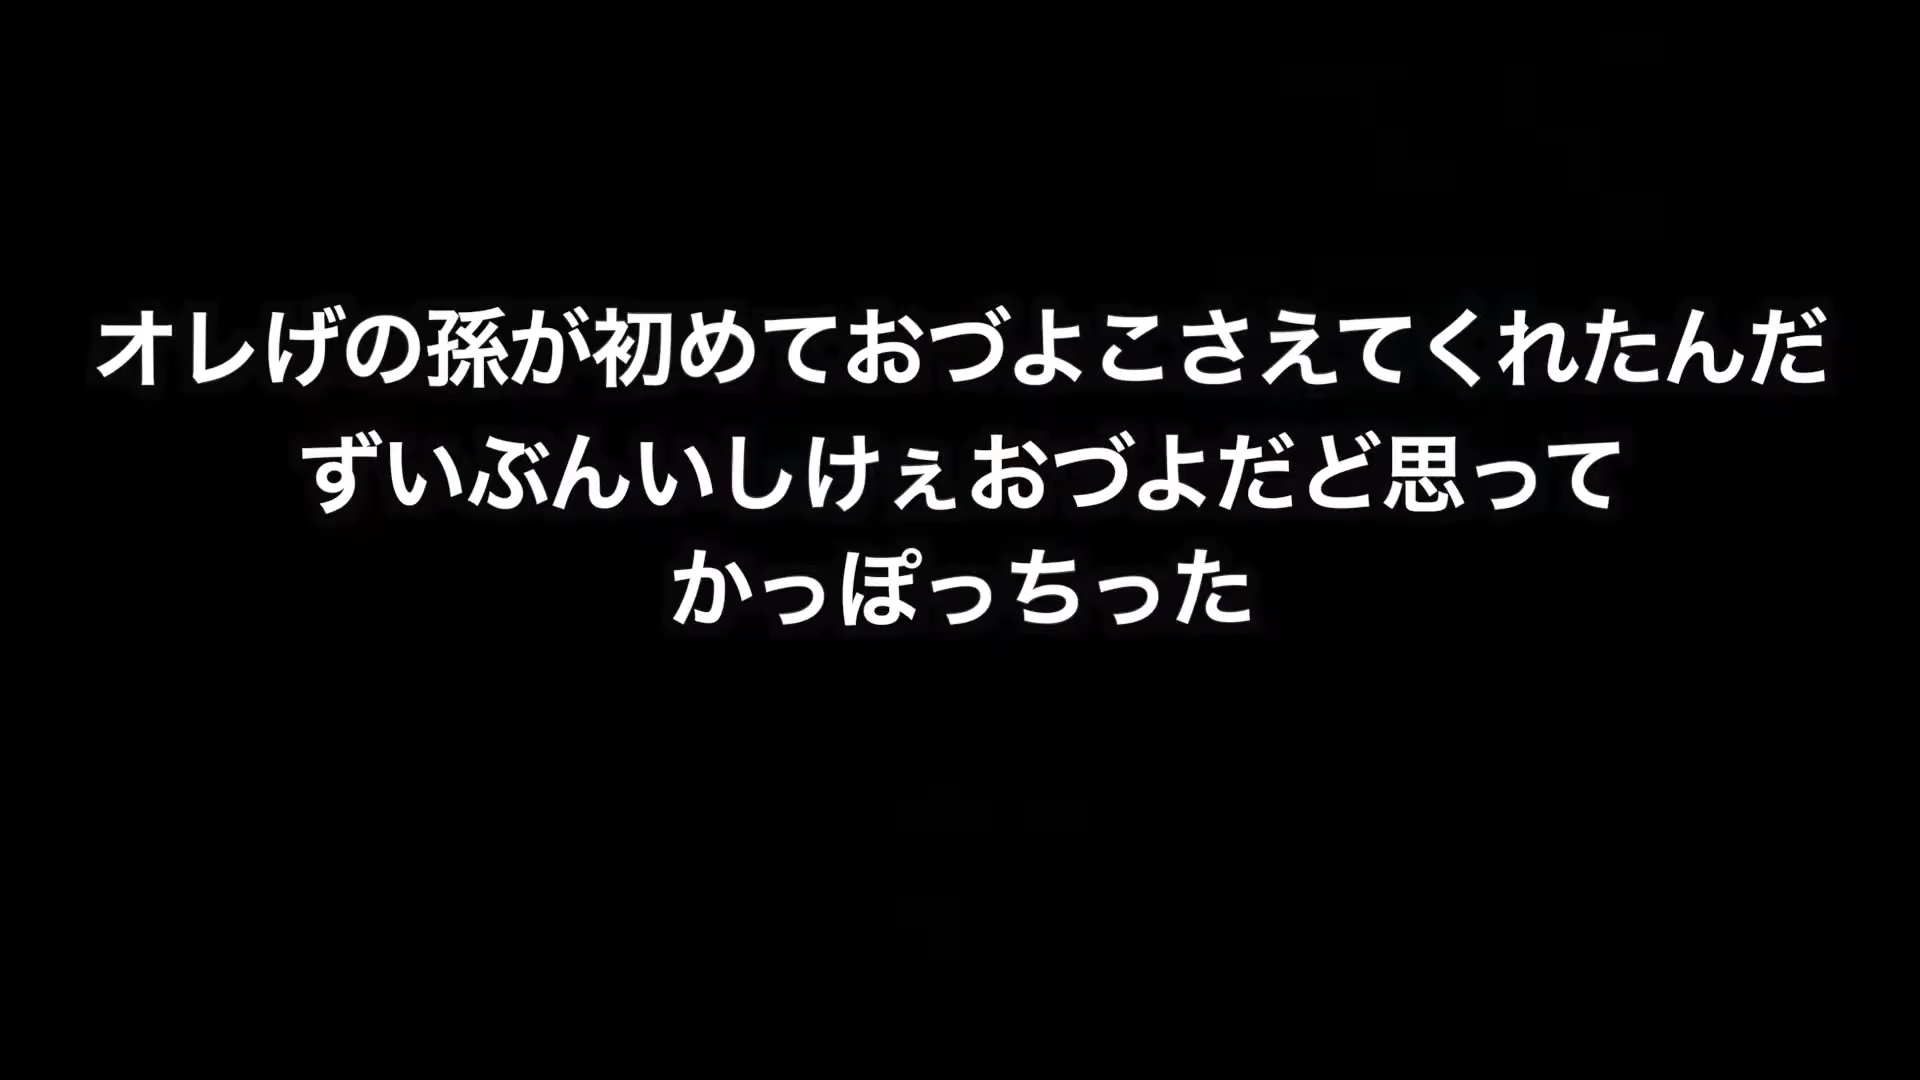 オレげの孫が初めておづよこさえてくれたんだ
ずいぶんいしけぇおづよだど思って
かっぽっちった